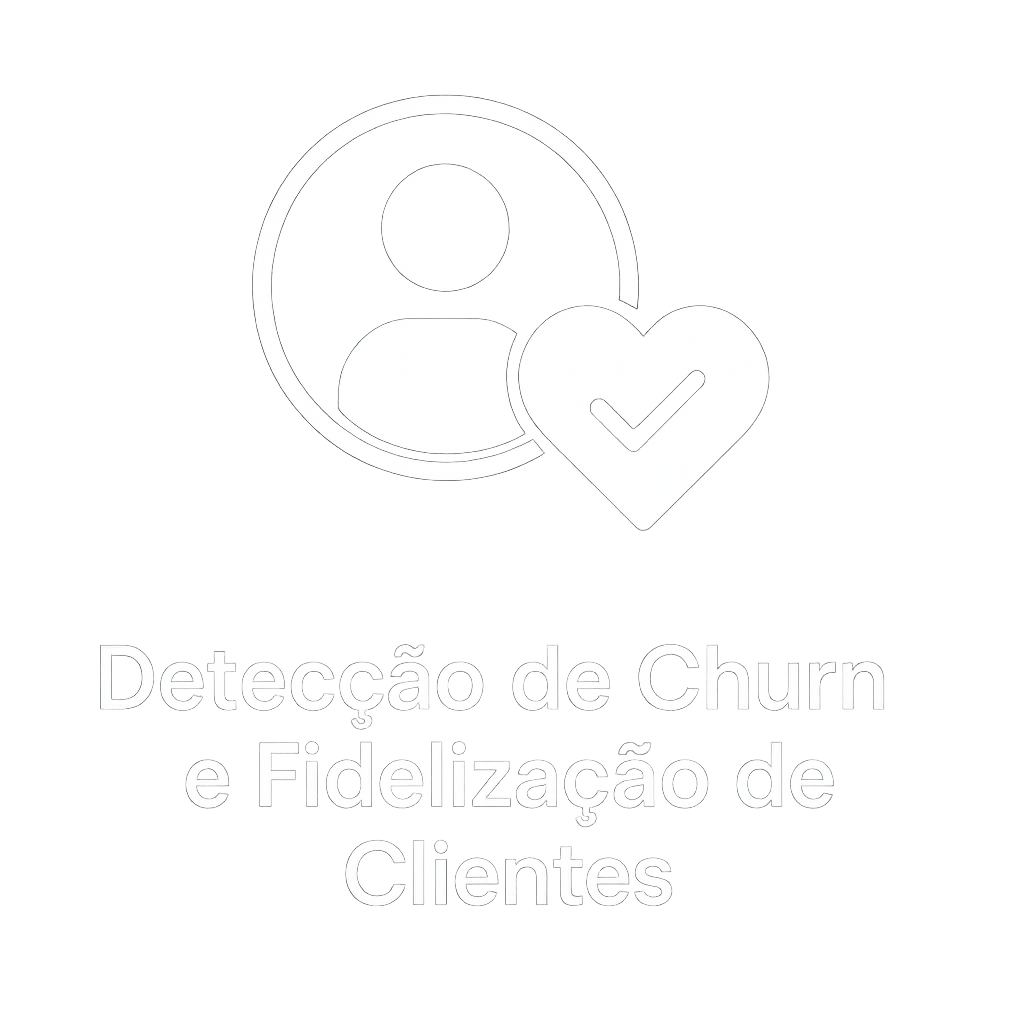 Detecção de Churn
e Fidelização de
Clientes